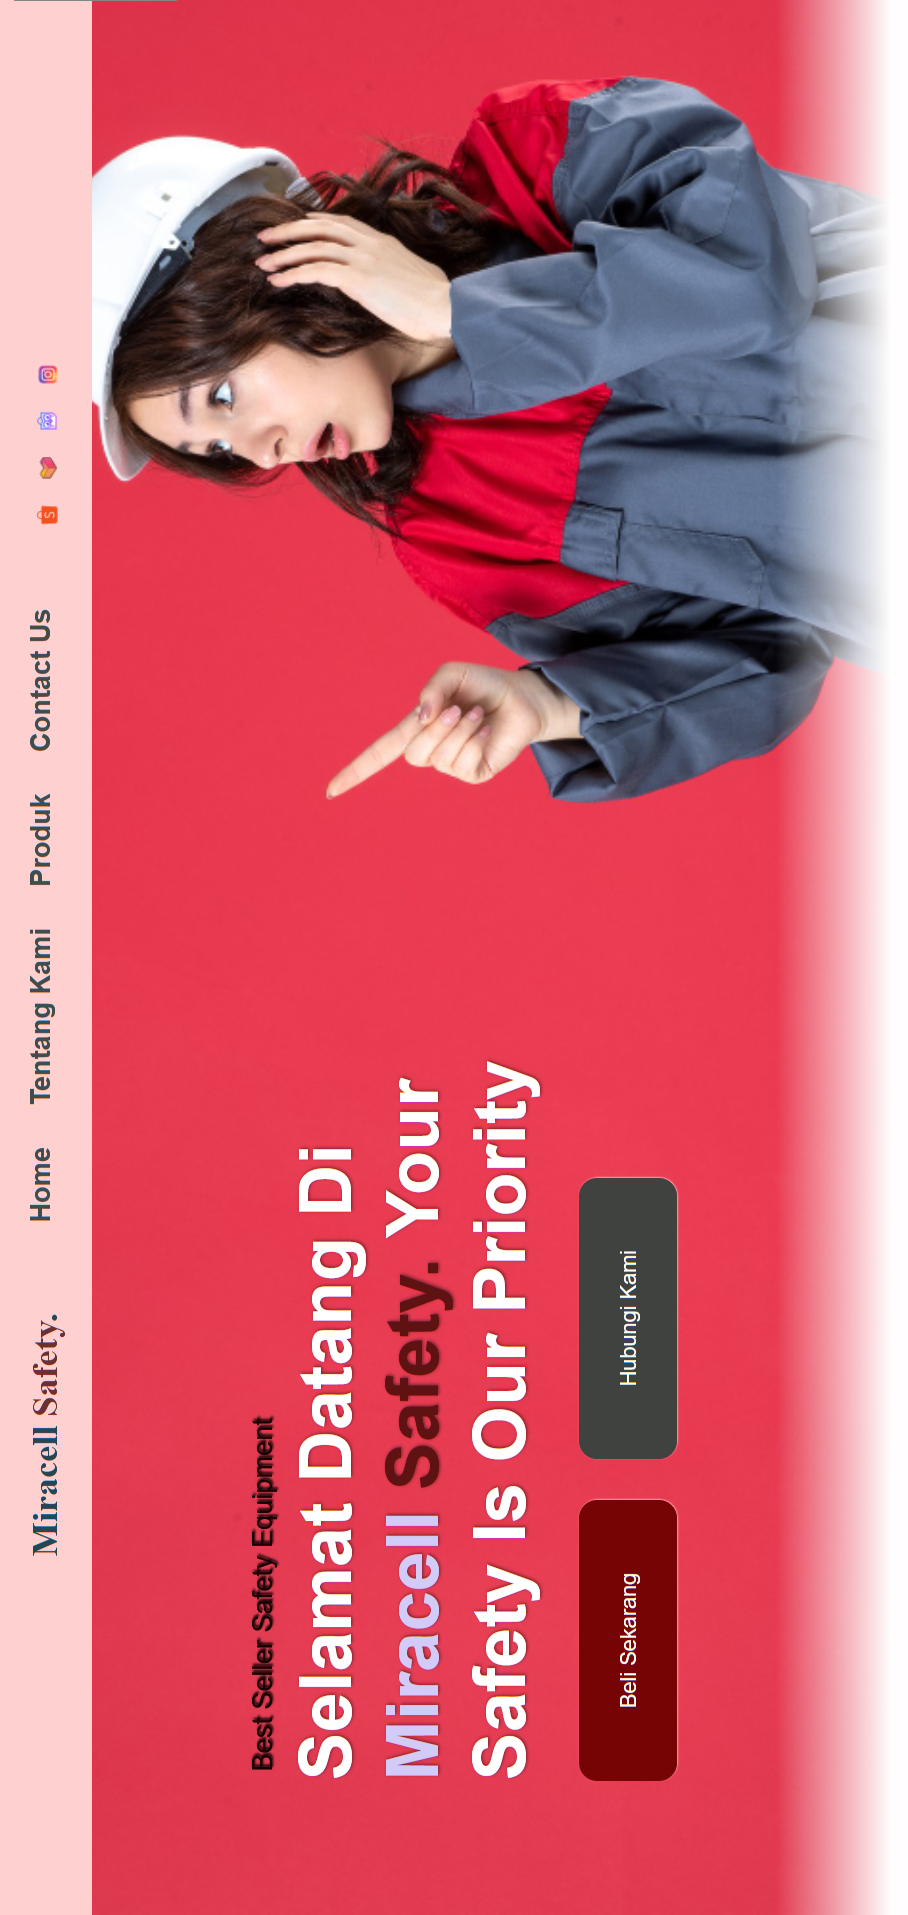 Miracell Safety.
Home
Tentang Kami
Produk
Contact Us
Best Seller Safety Equipment
Selamat Datang Di
Miracell Safety. Your
Safety Is Our Priority
Beli Sekarang
Hubungi Kami